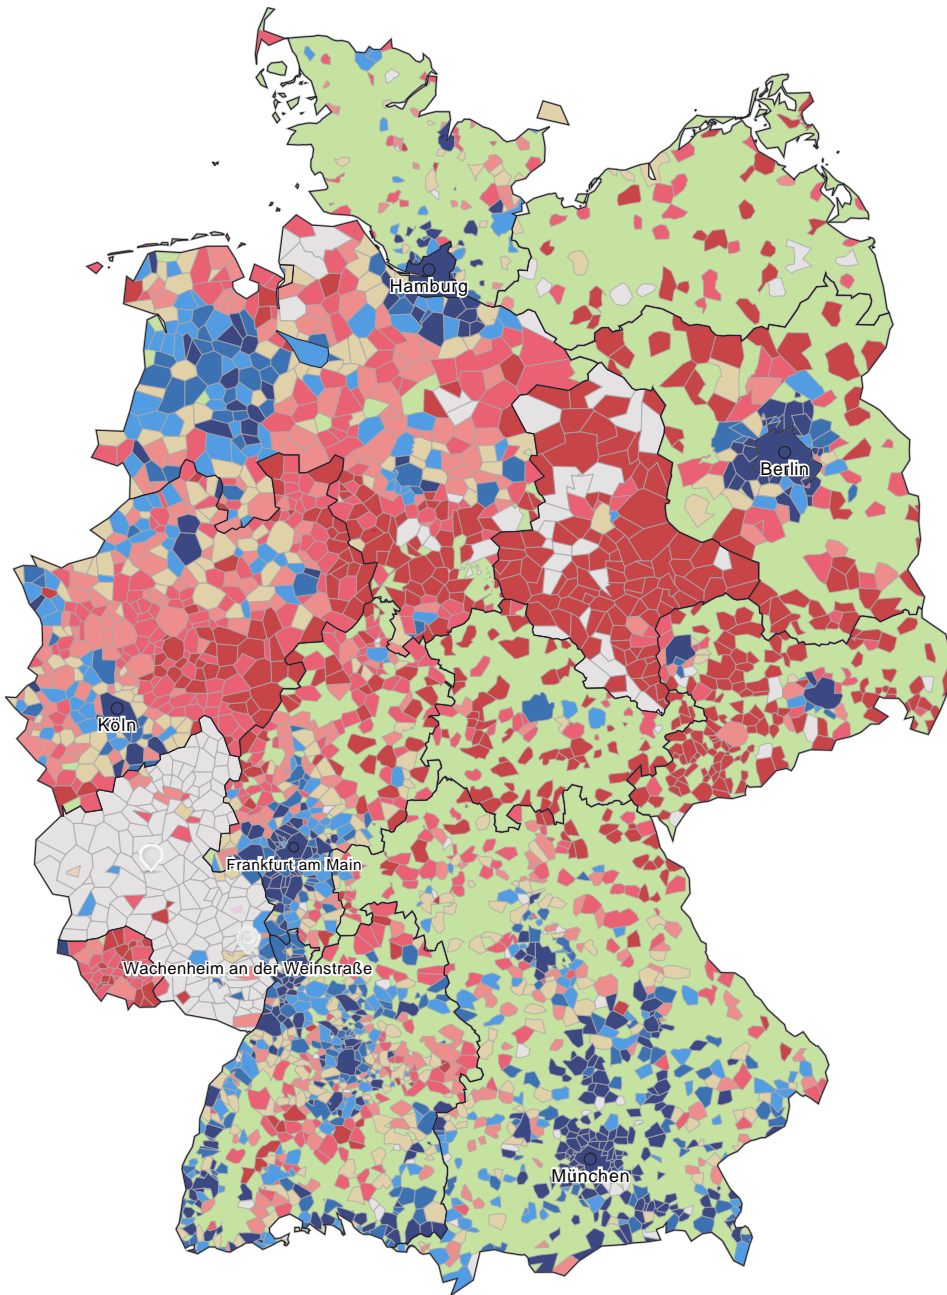 Hamburg
Berlin
Köln
Frankfurt am Main
Wachenheim an der Weinstraße
München